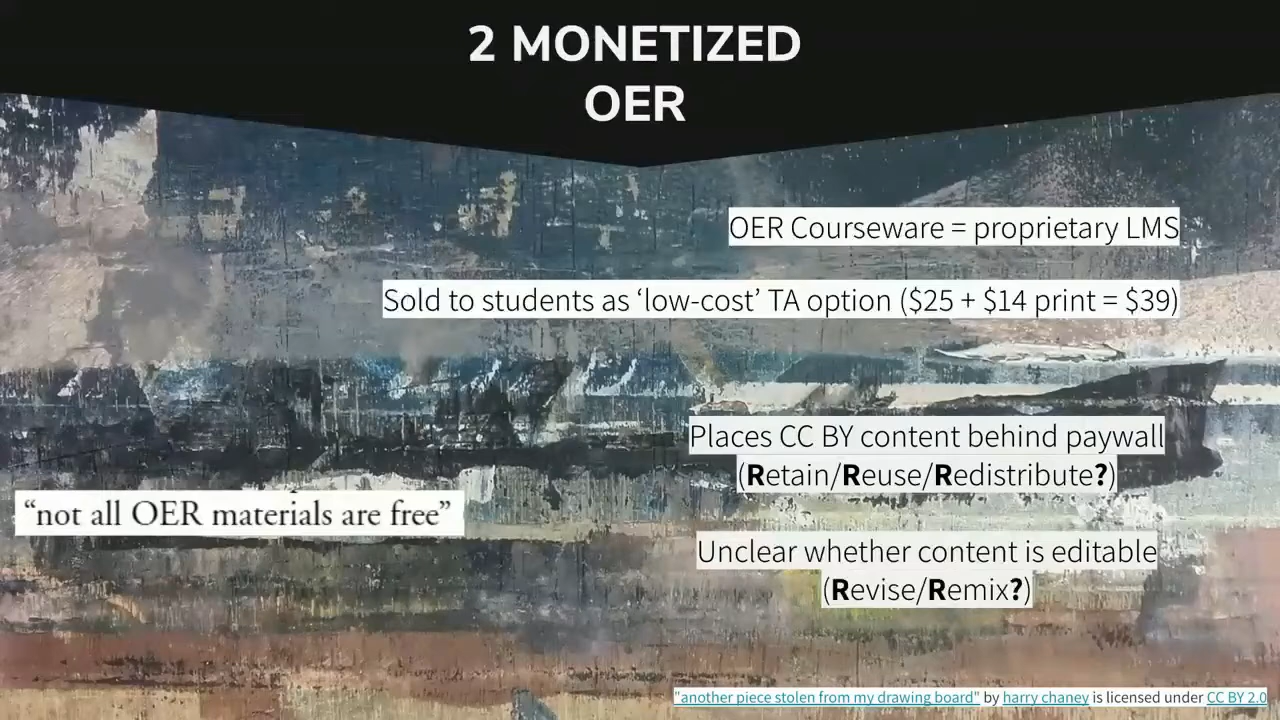 2 MONETIZED
OER
OER Courseware = proprietary LMS
Sold to students as ‘low-cost’ TA option ($25 + $14 print = $39)
Places CC BY content behind paywall
(Retain/Reuse/Redistribute?)
“not all OER materials are free”
Unclear whether content is editable
(Revise/Remix?)
"another piece stolen from my drawing board" by harry chaney is licensed under CC BY 2.0